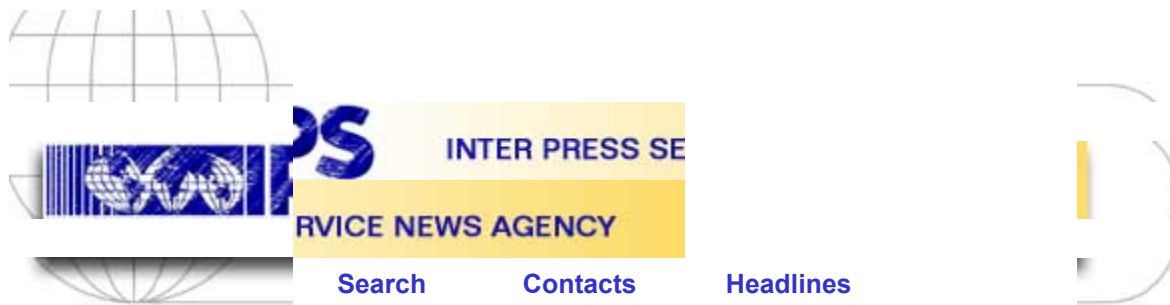 PS
INTER PRESS SE
RVICE NEWS AGENCY
Search Contacts Headlines